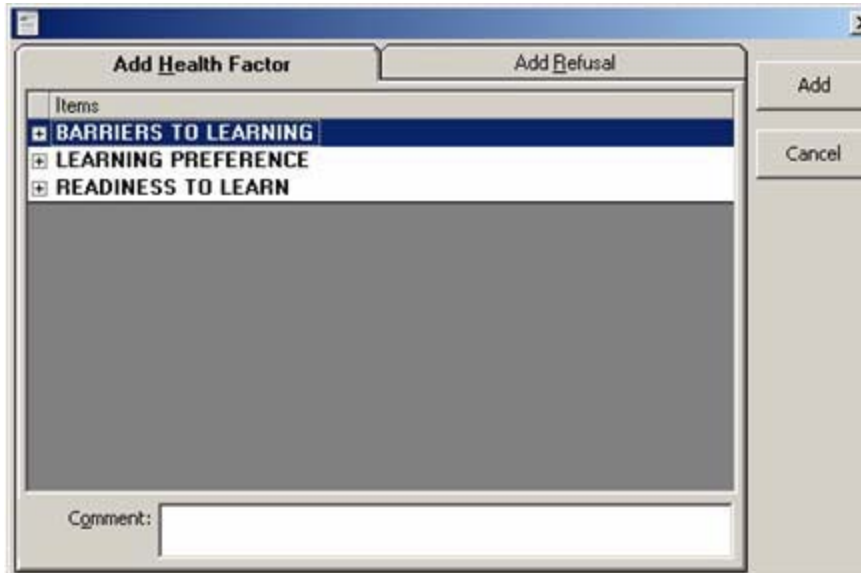 Add Health Factor
Add Refusal
Add
Items
BARRIERS TO LEARNING
Cancel
LEARNING PREFERENCE
READINESS TO LEARN
Comment: